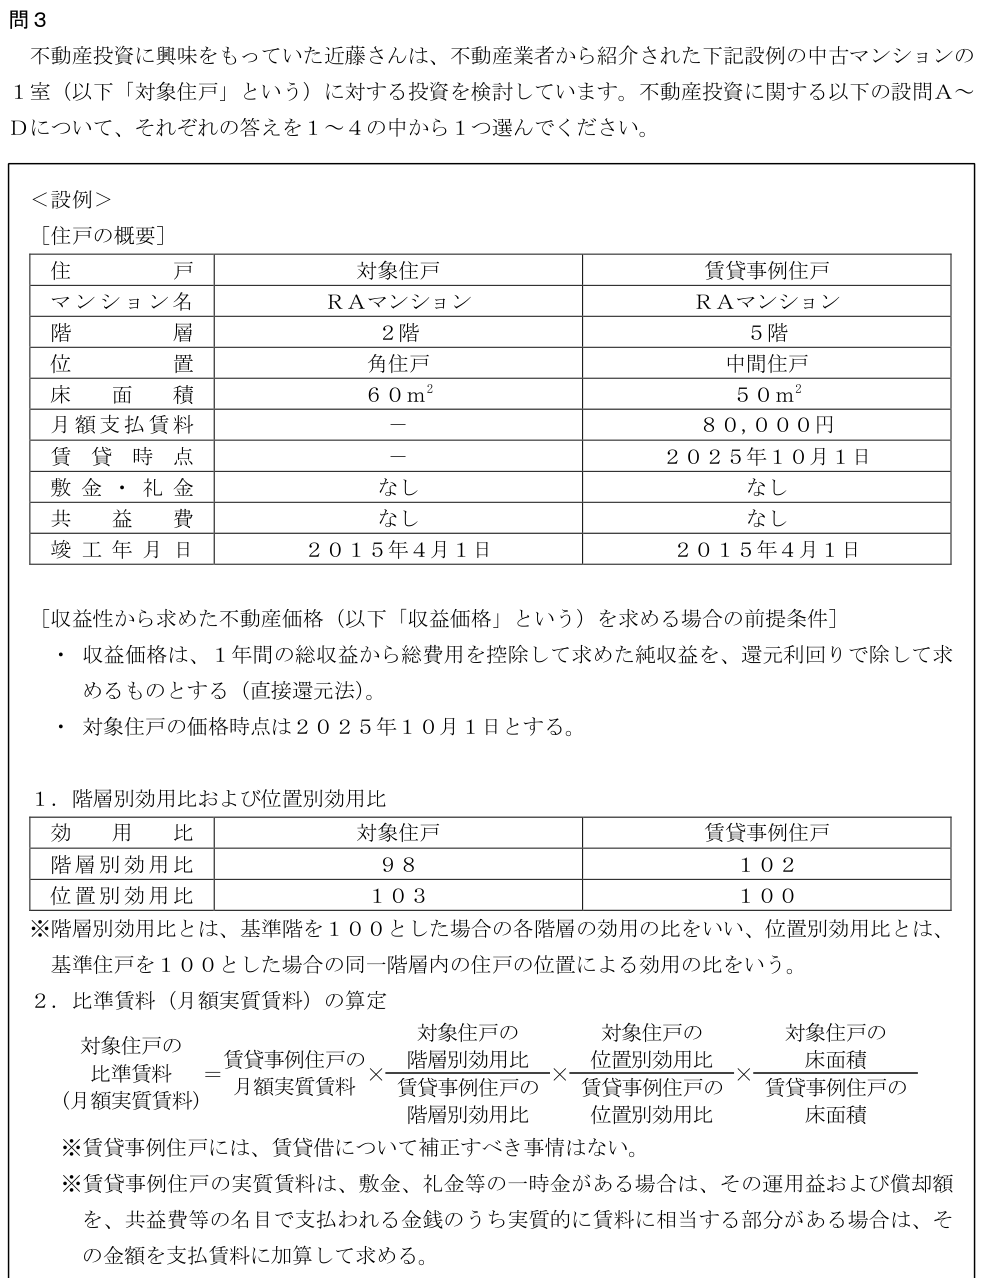 問３
不動産投資に興味をもっていた近藤さんは、不動産業者から紹介された下記設例の中古マンションの
１室（以下「対象住戸」という）に対する投資を検討しています。不動産投資に関する以下の設問Ａ～
Ｄについて、それぞれの答えを１～４の中から１つ選んでください。
＜設例＞
［住戸の概要］
住戸 対象住戸 賃貸事例住戸
マンション名 ＲＡマンション ＲＡマンション
階層 ２階 ５階
位置 角住戸 中間住戸
床面積 ６０ｍ² ５０ｍ²
月額支払賃料 － ８０,０００円
賃貸時点 － ２０２５年１０月１日
敷金・礼金 なし なし
共益費 なし なし
竣工年月日 ２０１５年４月１日 ２０１５年４月１日
［収益性から求めた不動産価格（以下「収益価格」という）を求める場合の前提条件］
・ 収益価格は、１年間の総収益から総費用を控除して求めた純収益を、還元利回りで除して求
めるものとする（直接還元法）。
・ 対象住戸の価格時点は２０２５年１０月１日とする。
１．階層別効用比および位置別効用比
効用比 対象住戸 賃貸事例住戸
階層別効用比 ９８ １０２
位置別効用比 １０３ １００
※階層別効用比とは、基準階を１００とした場合の各階層の効用の比をいい、位置別効用比とは、
基準住戸を１００とした場合の同一階層内の住戸の位置による効用の比をいう。
２．比準賃料（月額実質賃料）の算定
対象住戸の
比準賃料
（月額実質賃料）
＝
賃貸事例住戸の
月額実質賃料
×
対象住戸の
階層別効用比
賃貸事例住戸の
階層別効用比
×
対象住戸の
位置別効用比
賃貸事例住戸の
位置別効用比
×
対象住戸の
床面積
賃貸事例住戸の
床面積
※賃貸事例住戸には、賃貸借について補正すべき事情はない。
※賃貸事例住戸の実質賃料は、敷金、礼金等の一時金がある場合は、その運用益および償却額
を、共益費等の名目で支払われる金銭のうち実質的に賃料に相当する部分がある場合は、そ
の金額を支払賃料に加算して求める。